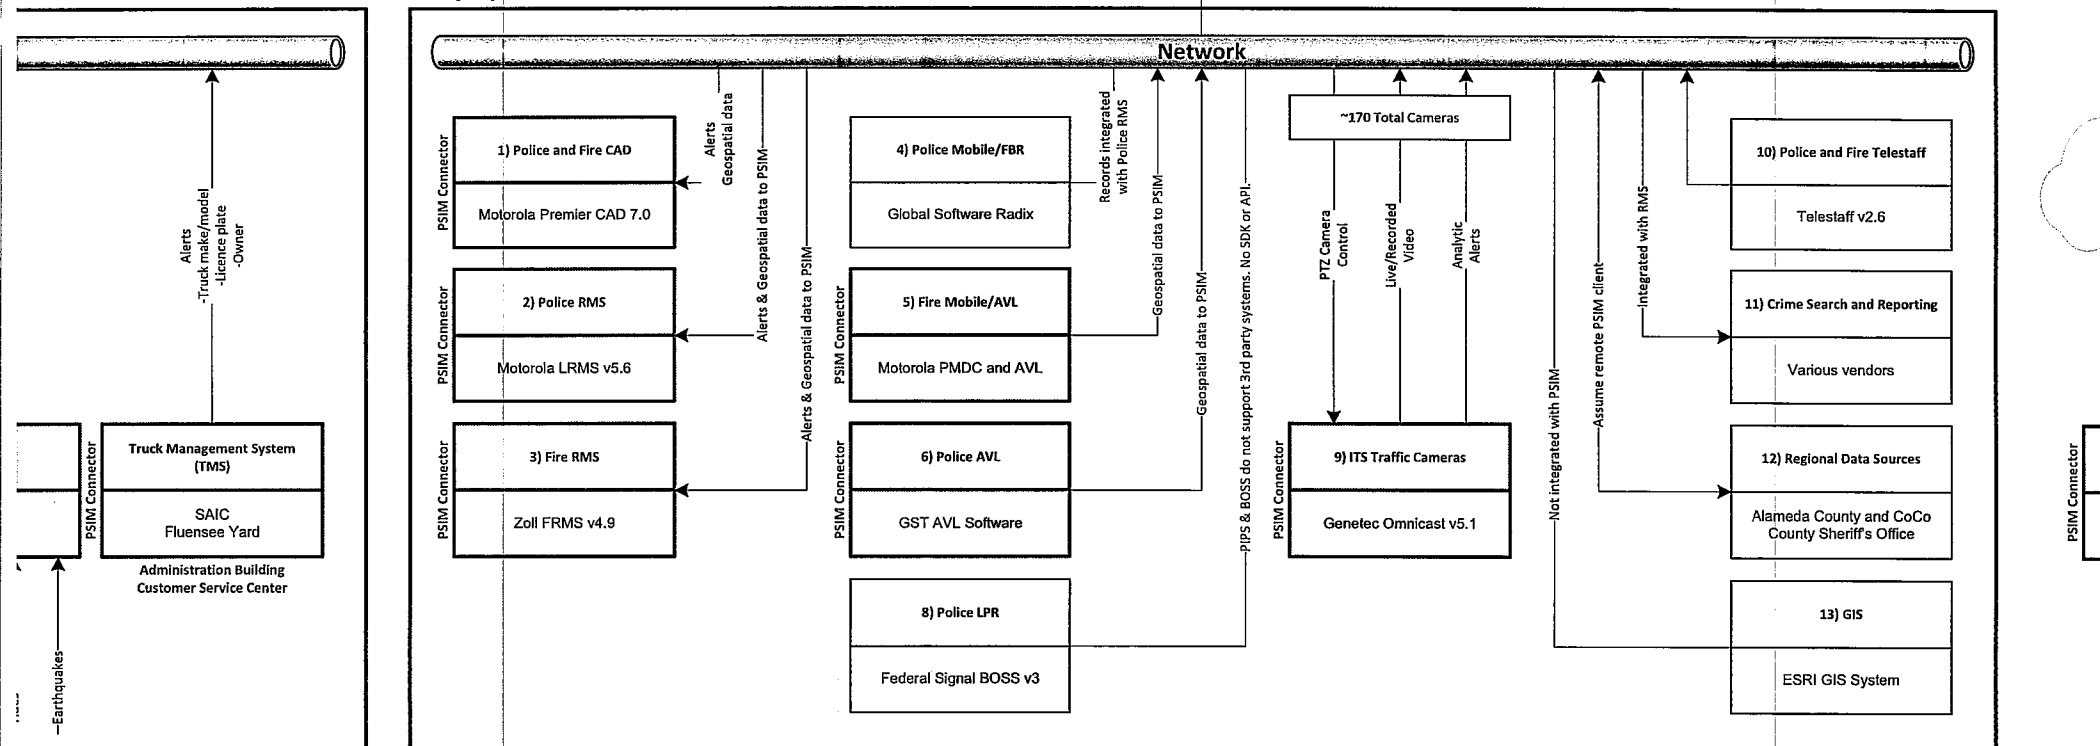 Network
Alerts
-Truck make/model
-Licence plate
-Owner
PSIM Connector
Truck Management System
(TMS)
SAIC
Fluensee Yard
Administration Building
Customer Service Center
Earthquakes
PSIM Connector
1) Police and Fire CAD
Motorola Premier CAD 7.0
Alerts
Geospatial data
PSIM Connector
2) Police RMS
Motorola LRMS v5.6
Alerts & Geospatial data to PSIM
PSIM Connector
3) Fire RMS
Zoll FRMS v4.9
Alerts & Geospatial data to PSIM
4) Police Mobile/FBR
Global Software Radix
Records integrated
with Police RMS
PSIM Connector
5) Fire Mobile/AVL
Motorola PMDC and AVL
Geospatial data to PSIM
PSIM Connector
6) Police AVL
GST AVL Software
Geospatial data to PSIM
8) Police LPR
Federal Signal BOSS v3
PIPS & BOSS do not support 3rd party systems. No SDK or API.
~170 Total Cameras
PTZ Camera
Control
Live/Recorded
Video
Analytic
Alerts
PSIM Connector
9) ITS Traffic Cameras
Genetec Omnicast v5.1
Not integrated with PSIM
Assume remote PSIM client
Integrated with RMS
10) Police and Fire Telestaff
Telestaff v2.6
11) Crime Search and Reporting
Various vendors
12) Regional Data Sources
Alameda County and CoCo
County Sheriff's Office
13) GIS
ESRI GIS System
PSIM Connector